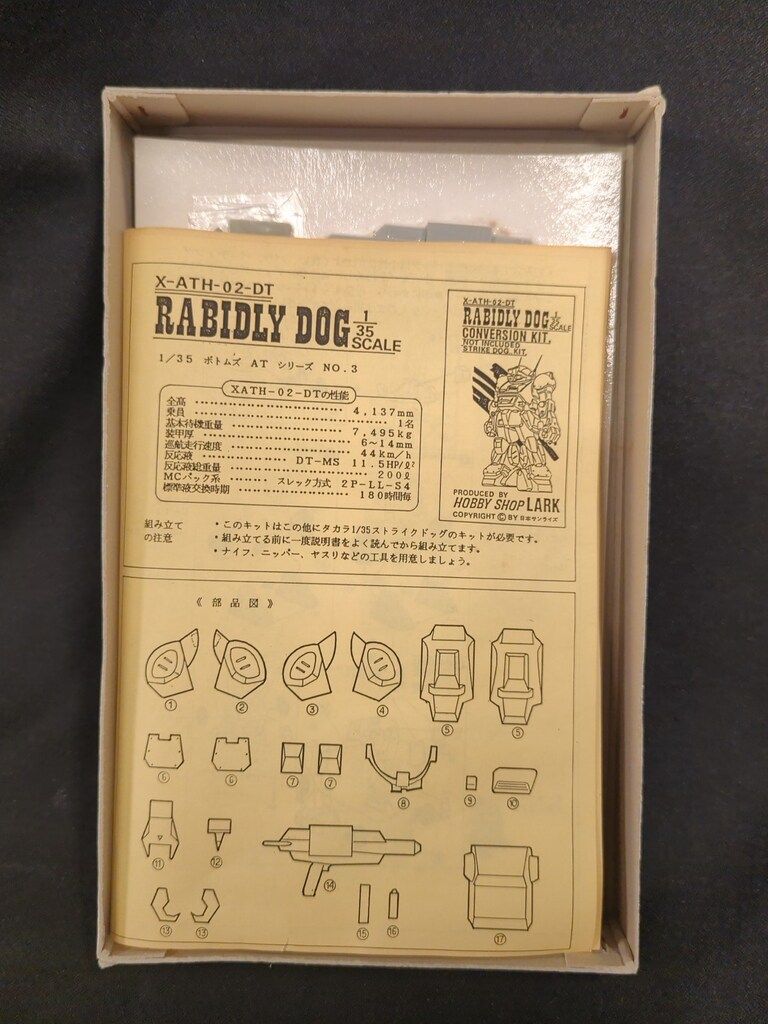 X-ATH-02-DT
RABIDLY DOG 1/35 SCALE
1/35 ボトムズ AT シリーズ NO.3
XATH-02-DTの性能
全高 4,137mm
乗員 1名
基本待機重量 7,495kg
装甲厚 6~14mm
巡航走行速度 44km/h
反応液 DT-MS 11.5HP/ℓ²
反応液総重量 200ℓ
MCパック系 スレック方式 2P-LL-S4
標準液交換時期 180時間毎
X-ATH-02-DT
RABIDLY DOG 1/35 SCALE
CONVERSION KIT.
NOT INCLUDED
STRIKE DOG. KIT.
PRODUCED BY
HOBBY SHOP LARK
COPYRIGHT © BY 日本サンライズ
組み立ての注意
・このキットはこの他にタカラ1/35ストライクドッグのキットが必要です。
・組み立てる前に一度説明書をよく読んでから組み立てます。
・ナイフ、ニッパー、ヤスリなどの工具を用意しましょう。
《 部 品 図 》
① ② ③ ④ ⑤ ⑤
⑥ ⑥ ⑦ ⑦ ⑧ ⑨ ⑩
⑪ ⑫ ⑭
⑬ ⑬ ⑮ ⑯ ⑰